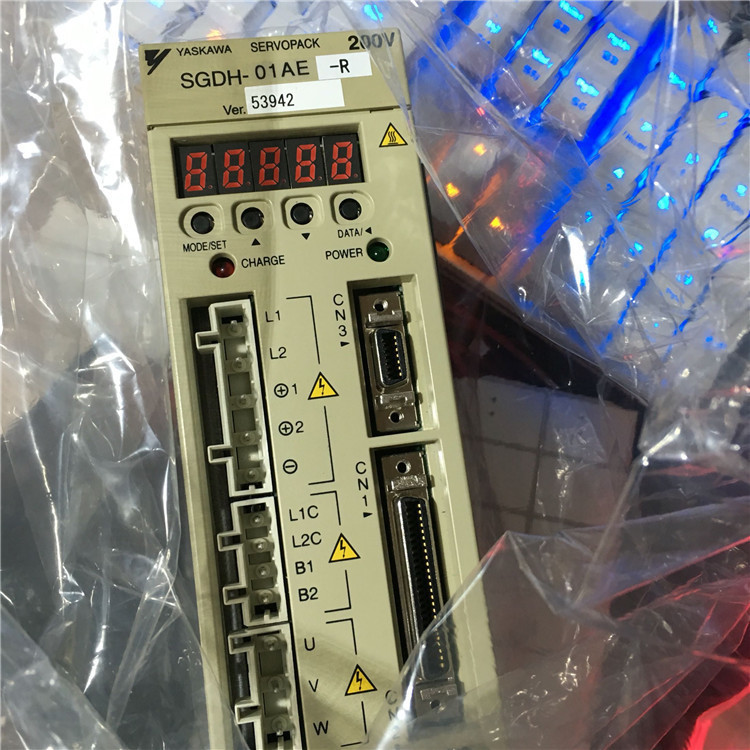 YASKAWA SERVOPACK 200V
SGDH-01AE -R
Ver. 53942
88888
MODE/SET ▲ ▼ DATA/◀
CHARGE POWER
CN3▶
L1
L2
⊕1
⊕2
⊖
CN1▶
L1C
L2C
B1
B2
U
V
W